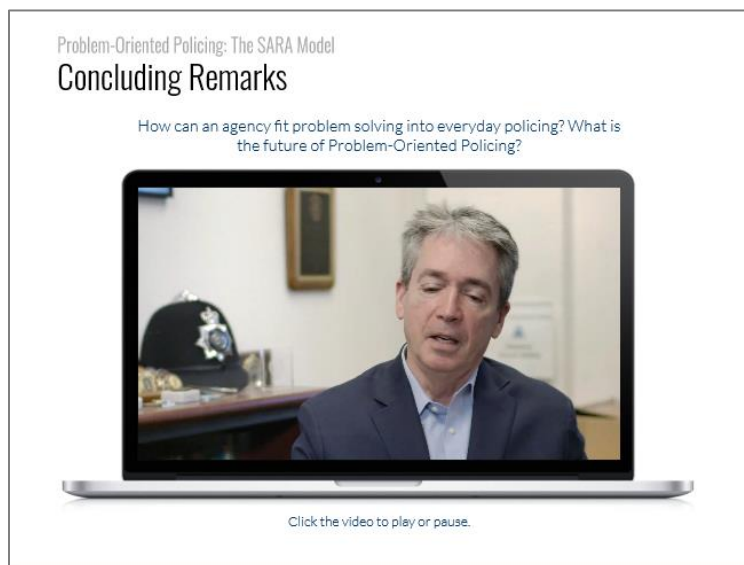 Problem-Oriented Policing: The SARA Model
Concluding Remarks
How can an agency fit problem solving into everyday policing? What is
the future of Problem-Oriented Policing?
Click the video to play or pause.